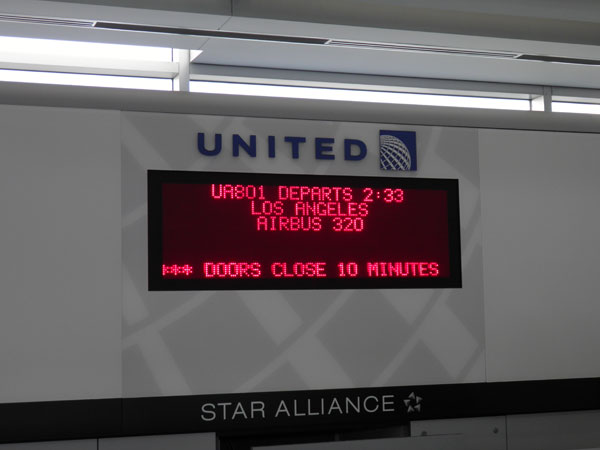 UNITED
UA801 DEPARTS 2:33
LOS ANGELES
AIRBUS 320
*** DOORS CLOSE 10 MINUTES
STAR ALLIANCE